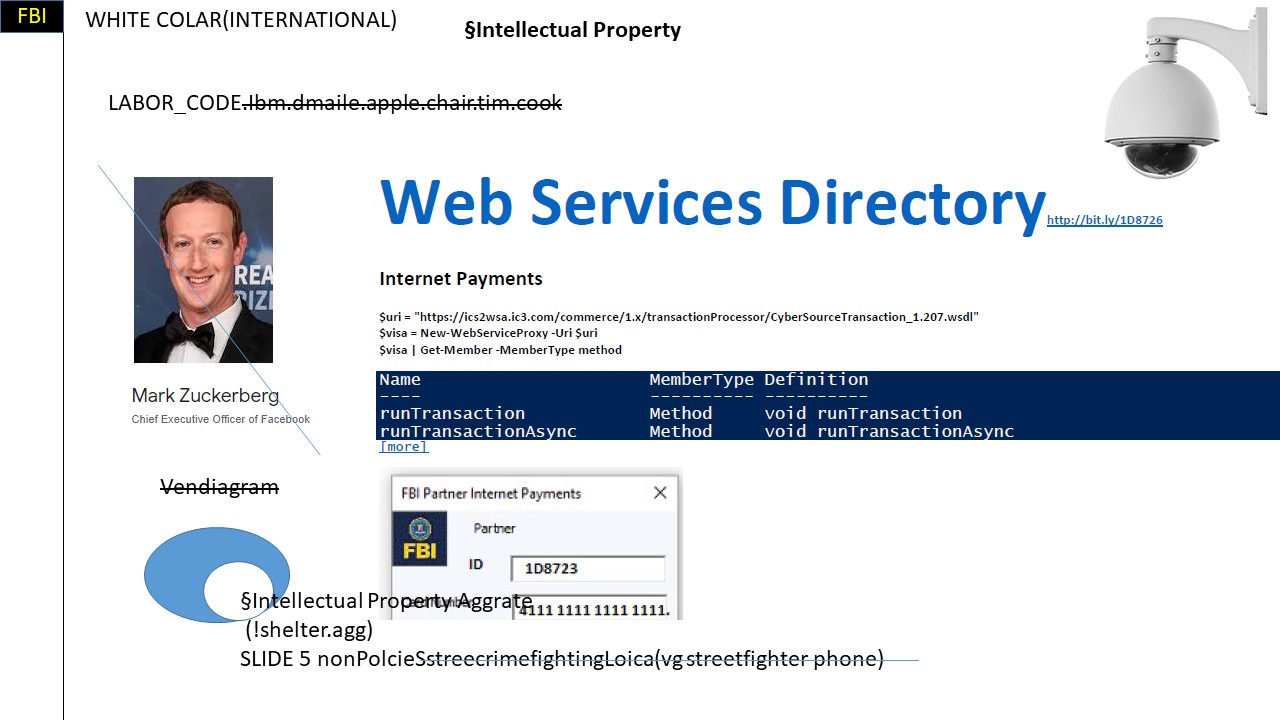 FBI
WHITE COLAR(INTERNATIONAL)
§Intellectual Property
LABOR_CODE.Ibm.dmaile.apple.chair.tim.cook
Web Services Directory http://bit.ly/1D8726
REA
IZI
Internet Payments
$uri = "https://ics2wsa.ic3.com/commerce/1.x/transactionProcessor/CyberSourceTransaction_1.207.wsdl"
$visa = New-WebServiceProxy -Uri $uri
$visa | Get-Member -MemberType method
Name MemberType Definition
---- ---------- ----------
runTransaction Method void runTransaction
runTransactionAsync Method void runTransactionAsync
[more]
Mark Zuckerberg
Chief Executive Officer of Facebook
Vendiagram
FBI Partner Internet Payments
Partner
FBI
ID 1D8723
4111 1111 1111 1111.
§Intellectual Property Aggrate
(!shelter.agg)
SLIDE 5 nonPolcieSsstreecrimefightingLoica(vg streetfighter phone)